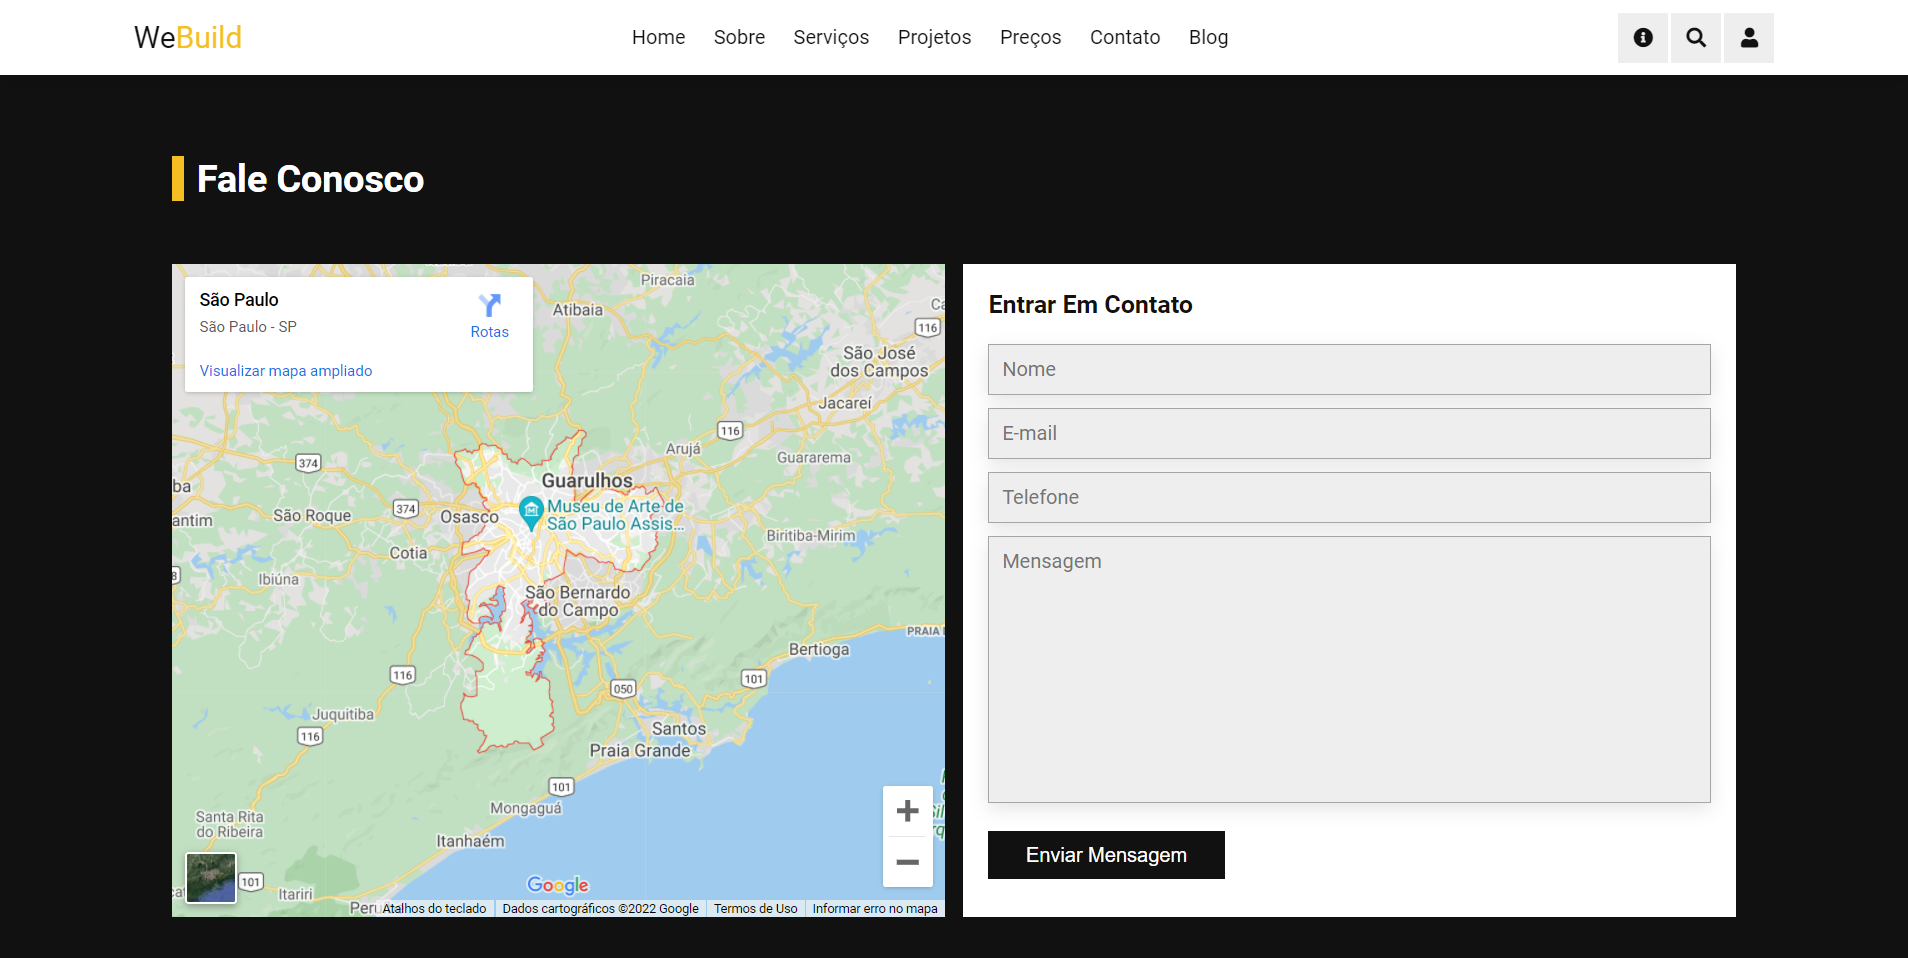 WeBuild
Home Sobre Serviços Projetos Preços Contato Blog
Fale Conosco
São Paulo
São Paulo - SP
Rotas
Visualizar mapa ampliado
Piracaia
Atibaia
116
São José
dos Campos
Jacareí
116
Arujá
Guararema
374
Guarulhos
Museu de Arte de
São Paulo Assis...
374
Osasco
São Roque
antim
Biritiba-Mirim
Cotia
Ibiúna
São Bernardo
do Campo
PRAIA
Bertioga
116
101
050
Juquitiba
116
Santos
Praia Grande
101
Mongaguá
Santa Rita
do Ribeira
Itanhaém
101
Itariri
Google
Peru
Atalhos do teclado
Dados cartográficos ©2022 Google
Termos de Uso
Informar erro no mapa
Entrar Em Contato
Nome
E-mail
Telefone
Mensagem
Enviar Mensagem